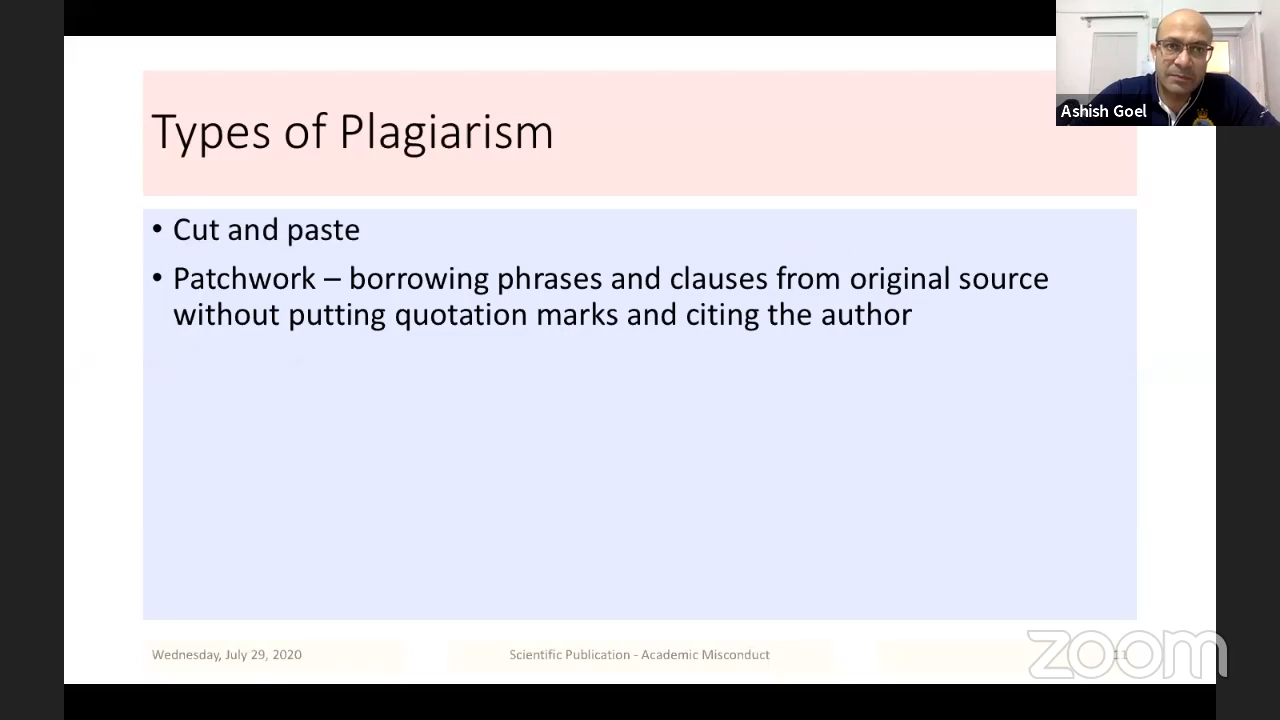 Ashish Goel
Types of Plagiarism
• Cut and paste
• Patchwork – borrowing phrases and clauses from original source
without putting quotation marks and citing the author
Wednesday, July 29, 2020
Scientific Publication - Academic Misconduct
11
zoom